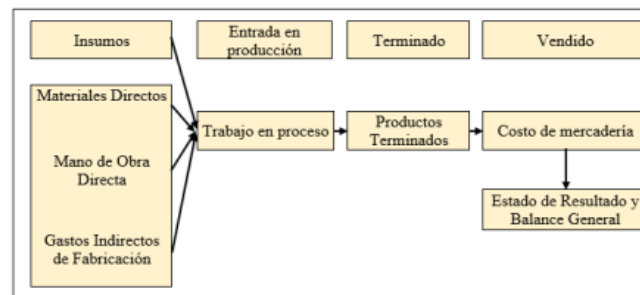 Insumos
Entrada en
producción
Terminado
Vendido
Materiales Directos
Mano de Obra
Directa
Gastos Indirectos
de Fabricación
Trabajo en proceso
Productos
Terminados
Costo de mercadería
Estado de Resultado y
Balance General